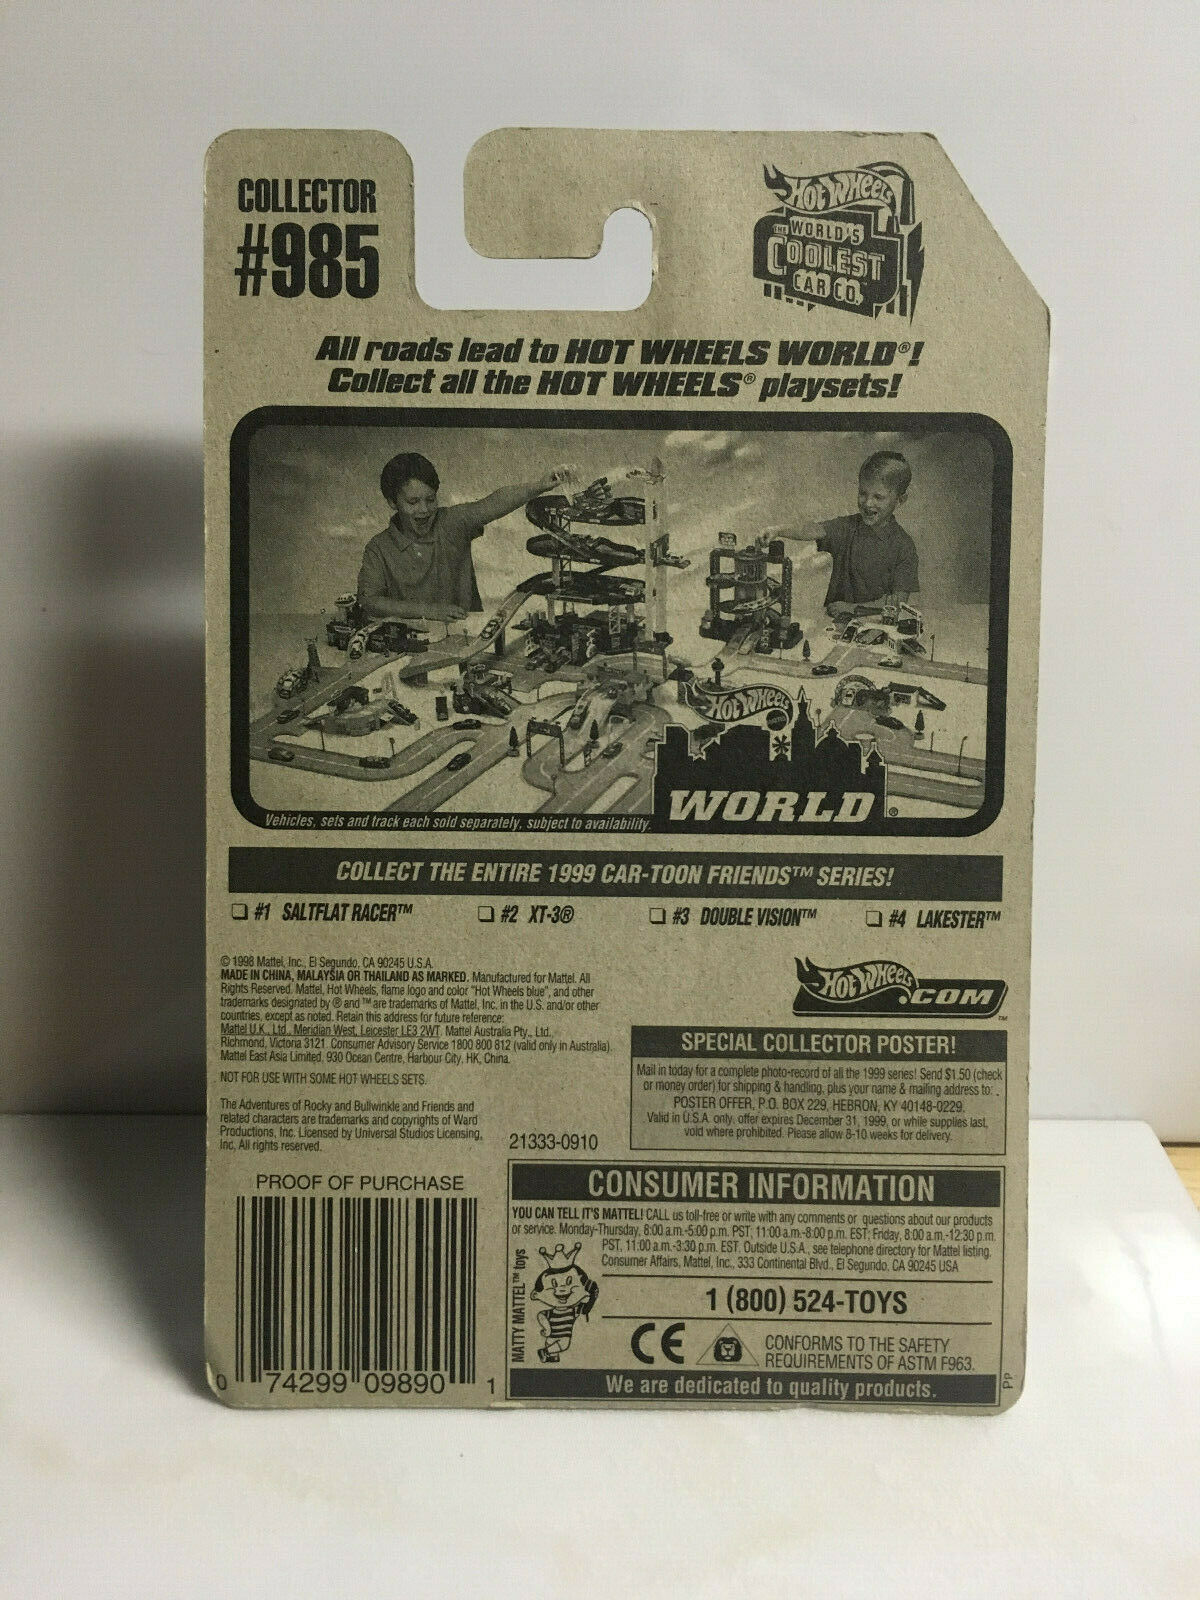 COLLECTOR
#985
HOT WHEELS
THE WORLD'S
COOLEST
CAR CO.
All roads lead to HOT WHEELS WORLD®!
Collect all the HOT WHEELS® playsets!
HOT WHEELS
WORLD®
Vehicles, sets and track each sold separately, subject to availability.
COLLECT THE ENTIRE 1999 CAR-TOON FRIENDS™ SERIES!
#1 SALTFLAT RACER™ #2 XT-3® #3 DOUBLE VISION™ #4 LAKESTER™
© 1998 Mattel, Inc., El Segundo, CA 90245 U.S.A.
MADE IN CHINA, MALAYSIA OR THAILAND AS MARKED. Manufactured for Mattel. All
Rights Reserved. Mattel, Hot Wheels, flame logo and color "Hot Wheels blue", and other
trademarks designated by ® and ™ are trademarks of Mattel, Inc. in the U.S. and/or other
countries, except as noted. Retain this address for future reference:
Mattel U.K., Ltd., Meridian West, Leicester LE3 2WT. Mattel Australia Pty., Ltd.,
Richmond, Victoria 3121. Consumer Advisory Service 1800 800 812 (valid only in Australia).
Mattel East Asia Limited, 930 Ocean Centre, Harbour City, HK, China.
NOT FOR USE WITH SOME HOT WHEELS SETS.
The Adventures of Rocky and Bullwinkle and Friends and
related characters are trademarks and copyrights of Ward
Productions, Inc. Licensed by Universal Studios Licensing,
Inc. All rights reserved.
21333-0910
HOT WHEELS.COM™
SPECIAL COLLECTOR POSTER!
Mail in today for a complete photo-record of all the 1999 series! Send $1.50 (check
or money order) for shipping & handling, plus your name & mailing address to:
POSTER OFFER, P.O. BOX 229, HEBRON, KY 40148-0229.
Valid in U.S.A. only, offer expires December 31, 1999, or while supplies last,
void where prohibited. Please allow 8-10 weeks for delivery.
PROOF OF PURCHASE
0 74299 09890 1
CONSUMER INFORMATION
YOU CAN TELL IT'S MATTEL! CALL us toll-free or write with any comments or questions about our products
or service. Monday-Thursday, 8:00 a.m.-5:00 p.m. PST; 11:00 a.m.-8:00 p.m. EST; Friday, 8:00 a.m.-12:30 p.m.
PST, 11:00 a.m.-3:30 p.m. EST. Outside U.S.A., see telephone directory for Mattel listing.
Consumer Affairs, Mattel, Inc., 333 Continental Blvd., El Segundo, CA 90245 USA
MATTY MATTEL™ toys
1 (800) 524-TOYS
CE
CONFORMS TO THE SAFETY
REQUIREMENTS OF ASTM F963.
We are dedicated to quality products.
PP